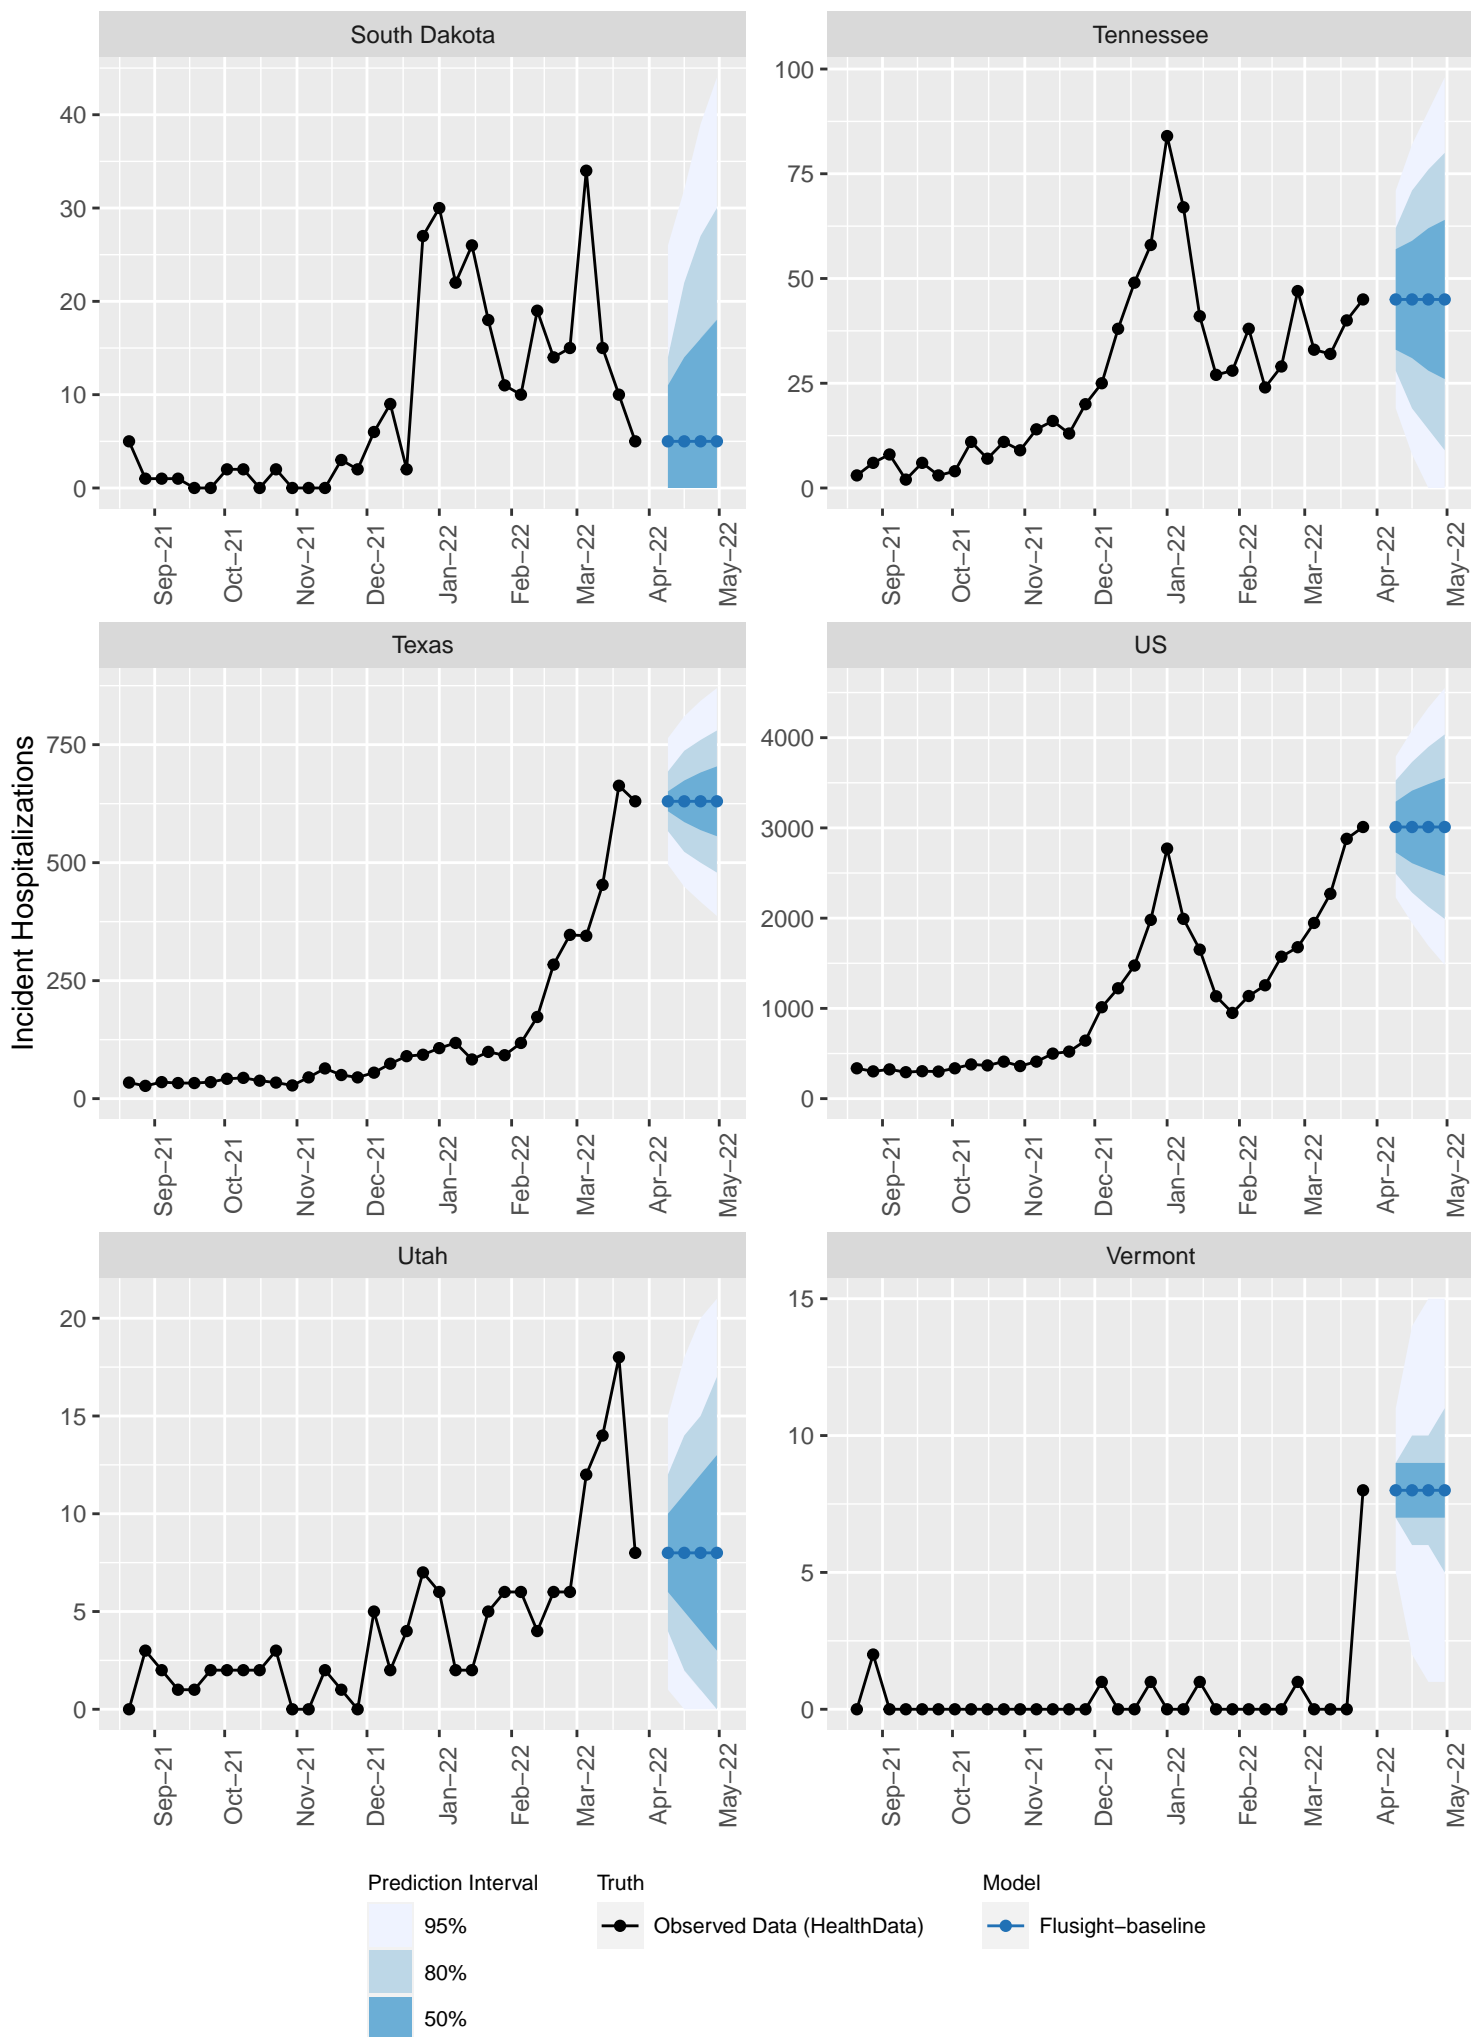 South Dakota
Tennessee
40
30
20
10
0
100
75
50
25
0
Sep−21
Oct−21
Nov−21
Dec−21
Jan−22
Feb−22
Mar−22
Apr−22
May−22
Sep−21
Oct−21
Nov−21
Dec−21
Jan−22
Feb−22
Mar−22
Apr−22
May−22
Incident Hospitalizations
Texas
US
750
500
250
0
4000
3000
2000
1000
0
Sep−21
Oct−21
Nov−21
Dec−21
Jan−22
Feb−22
Mar−22
Apr−22
May−22
Sep−21
Oct−21
Nov−21
Dec−21
Jan−22
Feb−22
Mar−22
Apr−22
May−22
Utah
Vermont
20
15
10
5
0
15
10
5
0
Sep−21
Oct−21
Nov−21
Dec−21
Jan−22
Feb−22
Mar−22
Apr−22
May−22
Sep−21
Oct−21
Nov−21
Dec−21
Jan−22
Feb−22
Mar−22
Apr−22
May−22
Prediction Interval
95%
80%
50%
Truth
Observed Data (HealthData)
Model
Flusight−baseline